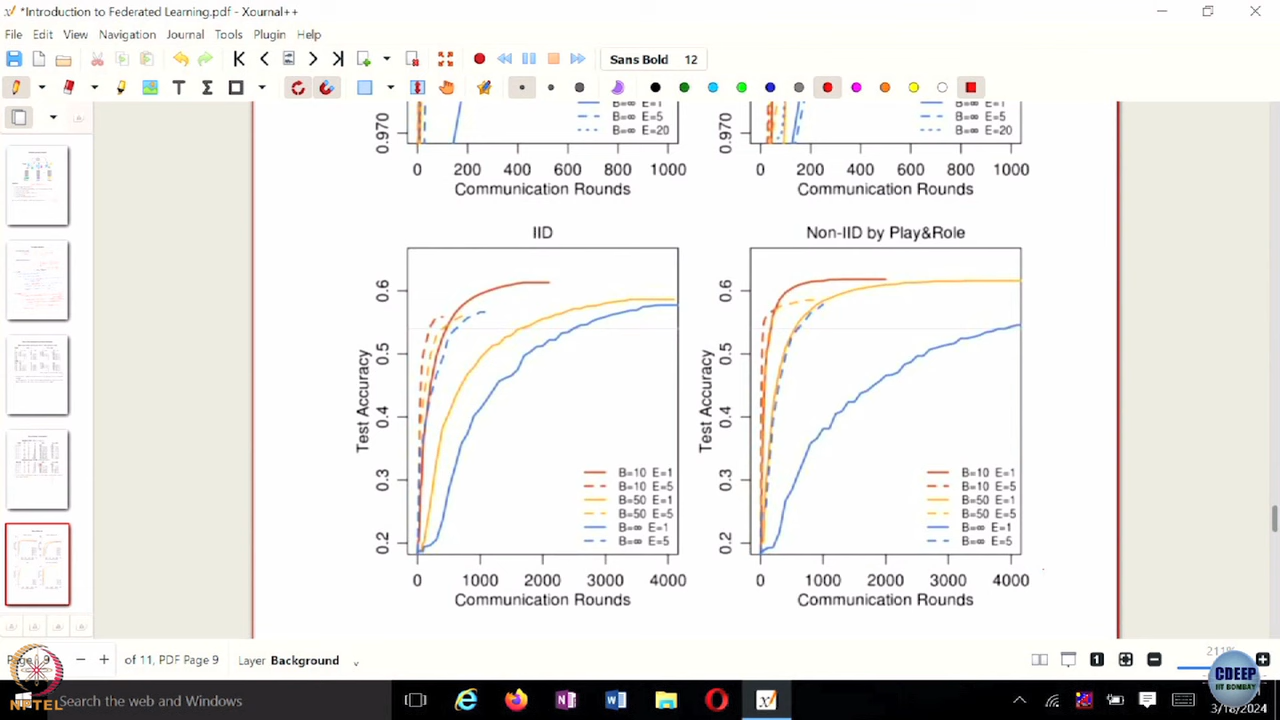 *Introduction to Federated Learning.pdf - Xournal++
File Edit View Navigation Journal Tools Plugin Help
Sans Bold 12
B=∞ E=1
B=∞ E=5
B=∞ E=20
0.970
0 200 400 600 800 1000
Communication Rounds
B=∞ E=1
B=∞ E=5
B=∞ E=20
0.970
0 200 400 600 800 1000
Communication Rounds
IID
Test Accuracy
0.6
0.5
0.4
0.3
0.2
B=10 E=1
B=10 E=5
B=50 E=1
B=50 E=5
B=∞ E=1
B=∞ E=5
0 1000 2000 3000 4000
Communication Rounds
Non-IID by Play&Role
Test Accuracy
0.6
0.5
0.4
0.3
0.2
B=10 E=1
B=10 E=5
B=50 E=1
B=50 E=5
B=∞ E=1
B=∞ E=5
0 1000 2000 3000 4000
Communication Rounds
Page 9 of 11, PDF Page 9 Layer Background
211%
Search the web and Windows
NPTEL
CDEEP
IIT BOMBAY
3/18/2024